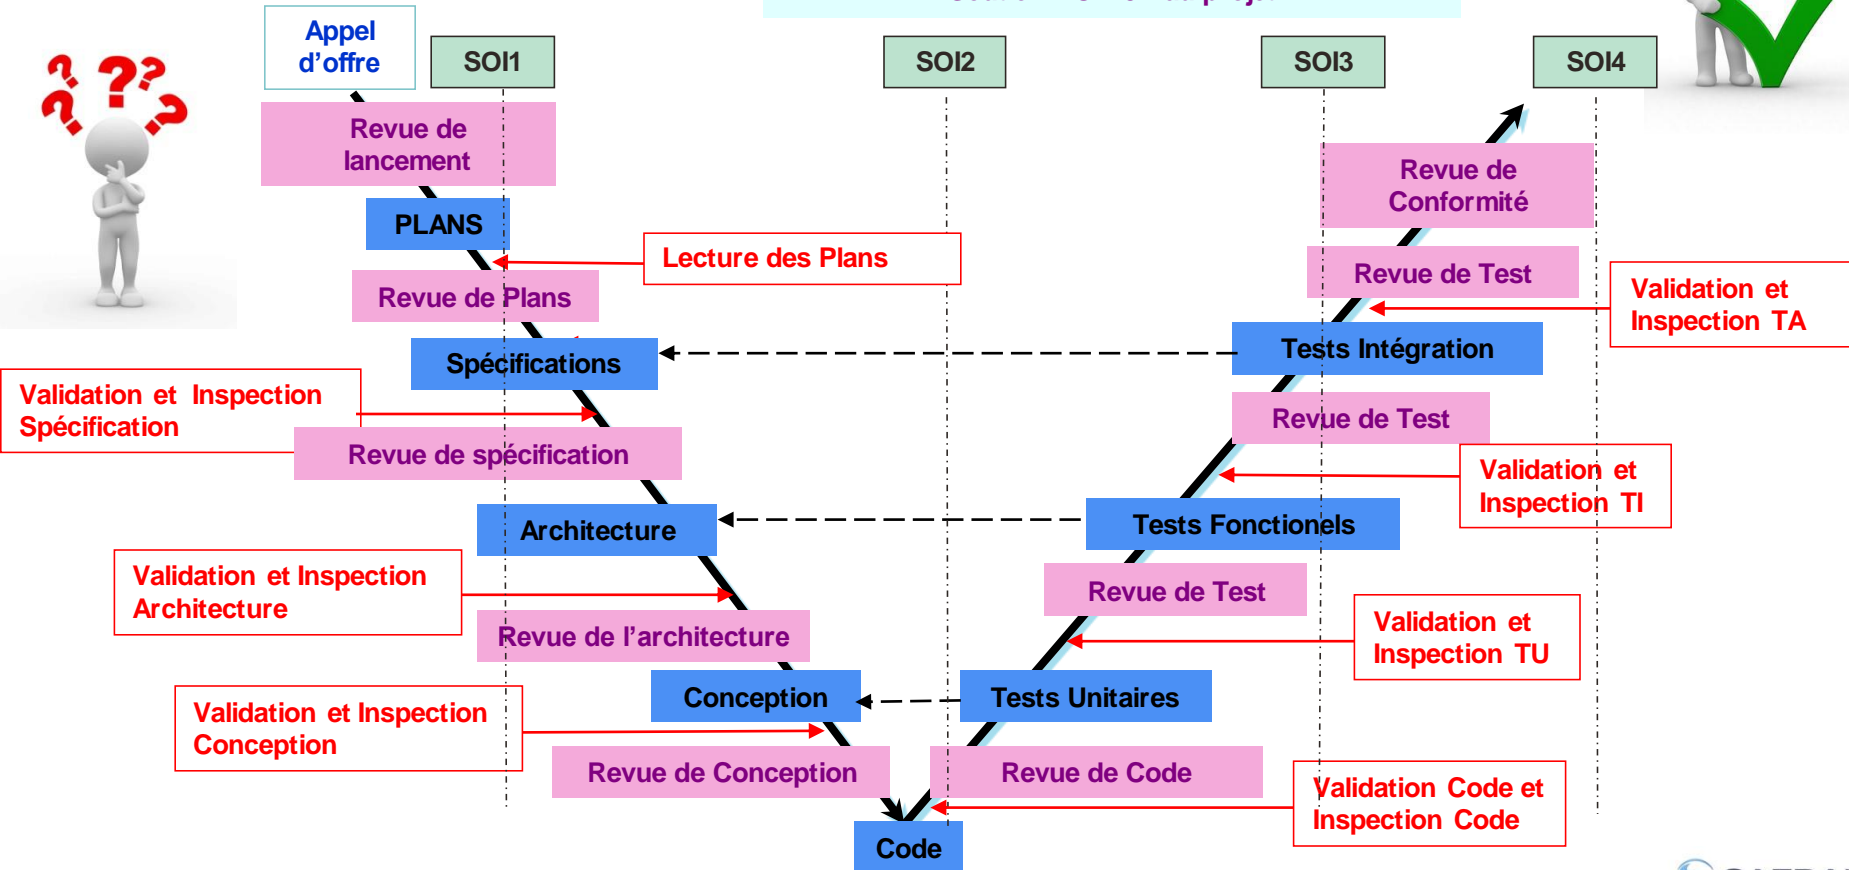 du projet
Appel
d'offre
SOI1
SOI2
SOI3
SOI4
? ???
?
?
Revue de
lancement
Revue de
Conformité
PLANS
Lecture des Plans
Revue de Test
Revue de Plans
Validation et
Inspection TA
Spécifications
Tests Intégration
Validation et Inspection
Spécification
Revue de Test
Revue de spécification
Validation et
Inspection TI
Architecture
Tests Fonctionels
Validation et Inspection
Architecture
Revue de Test
Revue de l'architecture
Validation et
Inspection TU
Conception
Tests Unitaires
Validation et Inspection
Conception
Revue de Conception
Revue de Code
Validation Code et
Inspection Code
Code